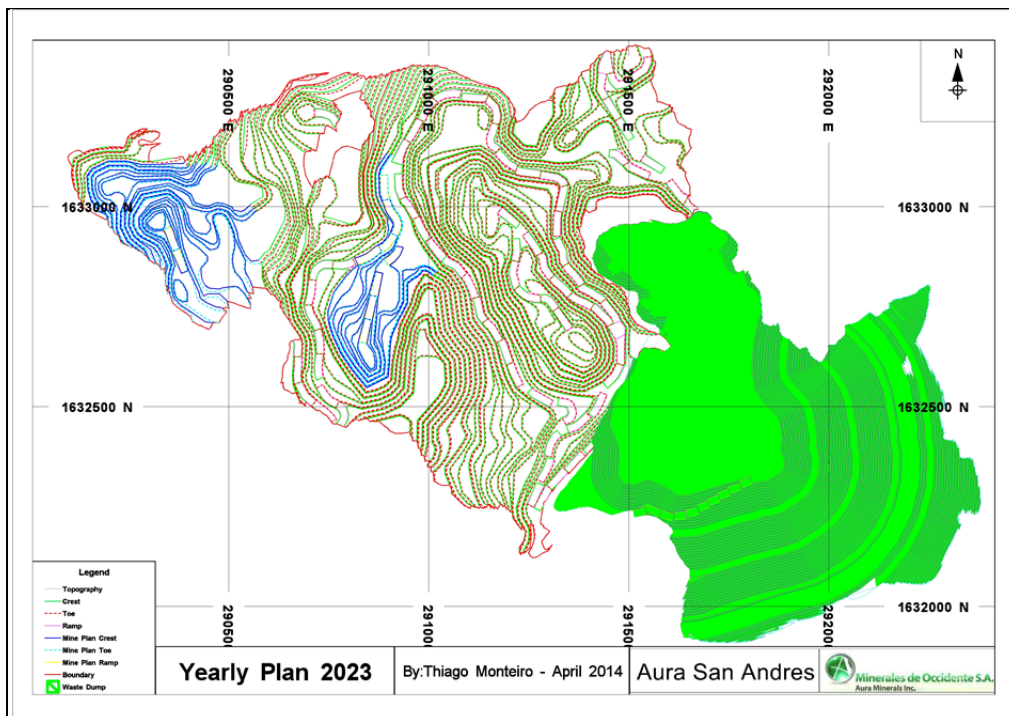 N
290500 E
291000 E
291500 E
292000 E
1633000 N
1633000 N
1632500 N
1632500 N
1632000 N
1632000 N
290500
291000
291500
292000
Legend
Topography
Crest
Toe
Ramp
Mine Plan Crest
Mine Plan Toe
Mine Plan Ramp
Boundary
Waste Dump
Yearly Plan 2023
By:Thiago Monteiro - April 2014
Aura San Andres
Minerales de Occidente S.A.
Aura Minerals Inc.